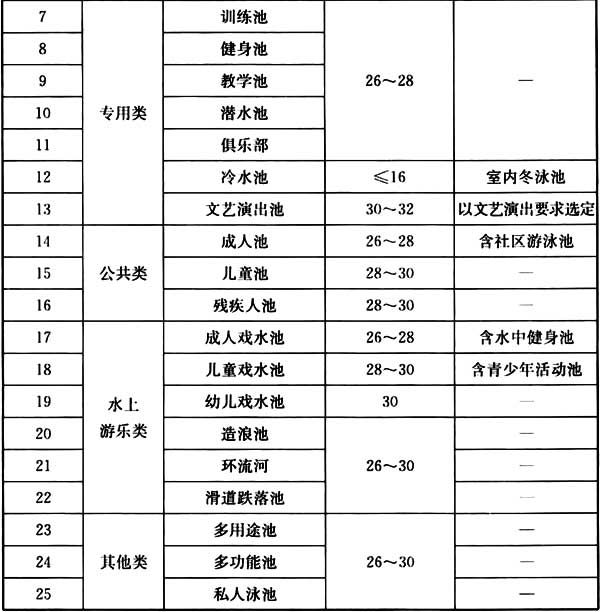 7 专用类 训练池 26～28 —
8 健身池
9 教学池
10 潜水池
11 俱乐部
12 冷水池 ≤16 室内冬泳池
13 文艺演出池 30～32 以文艺演出要求选定
14 公共类 成人池 26～28 含社区游泳池
15 儿童池 28～30 —
16 残疾人池 28～30 —
17 水上游乐类 成人戏水池 26～28 含水中健身池
18 儿童戏水池 28～30 含青少年活动池
19 幼儿戏水池 30 —
20 造浪池 26～30 —
21 环流河 —
22 滑道跌落池 —
23 其他类 多用途池 26～30 —
24 多功能池 —
25 私人泳池 —